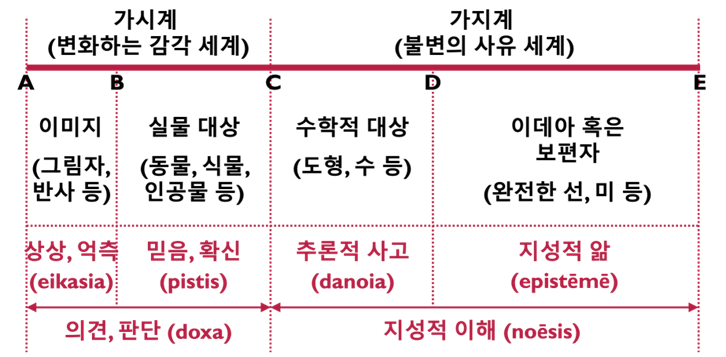 가시계
(변화하는 감각 세계)
가지계
(불변의 사유 세계)
A B C D E
이미지
(그림자,
반사 등)
실물 대상
(동물, 식물,
인공물 등)
수학적 대상
(도형, 수 등)
이데아 혹은
보편자
(완전한 선, 미 등)
상상, 억측
(eikasia)
믿음, 확신
(pistis)
추론적 사고
(danoia)
지성적 앎
(epistēmē)
의견, 판단 (doxa)
지성적 이해 (noēsis)